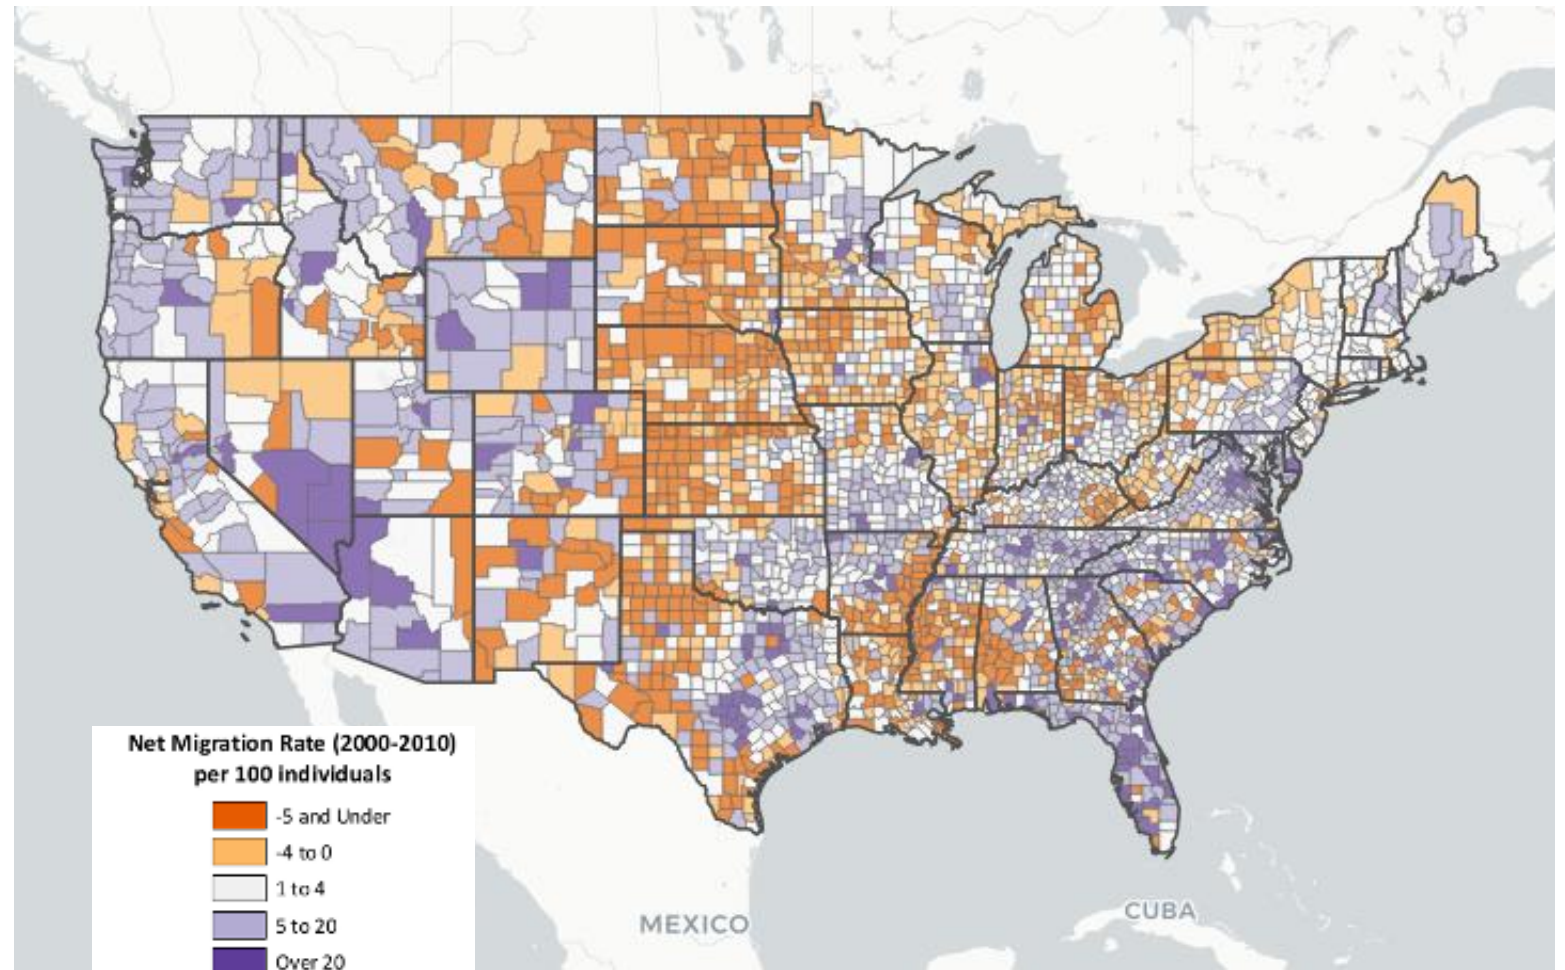 MEXICO
CUBA
Net Migration Rate (2000-2010)
per 100 individuals
-5 and Under
-4 to 0
1 to 4
5 to 20
Over 20